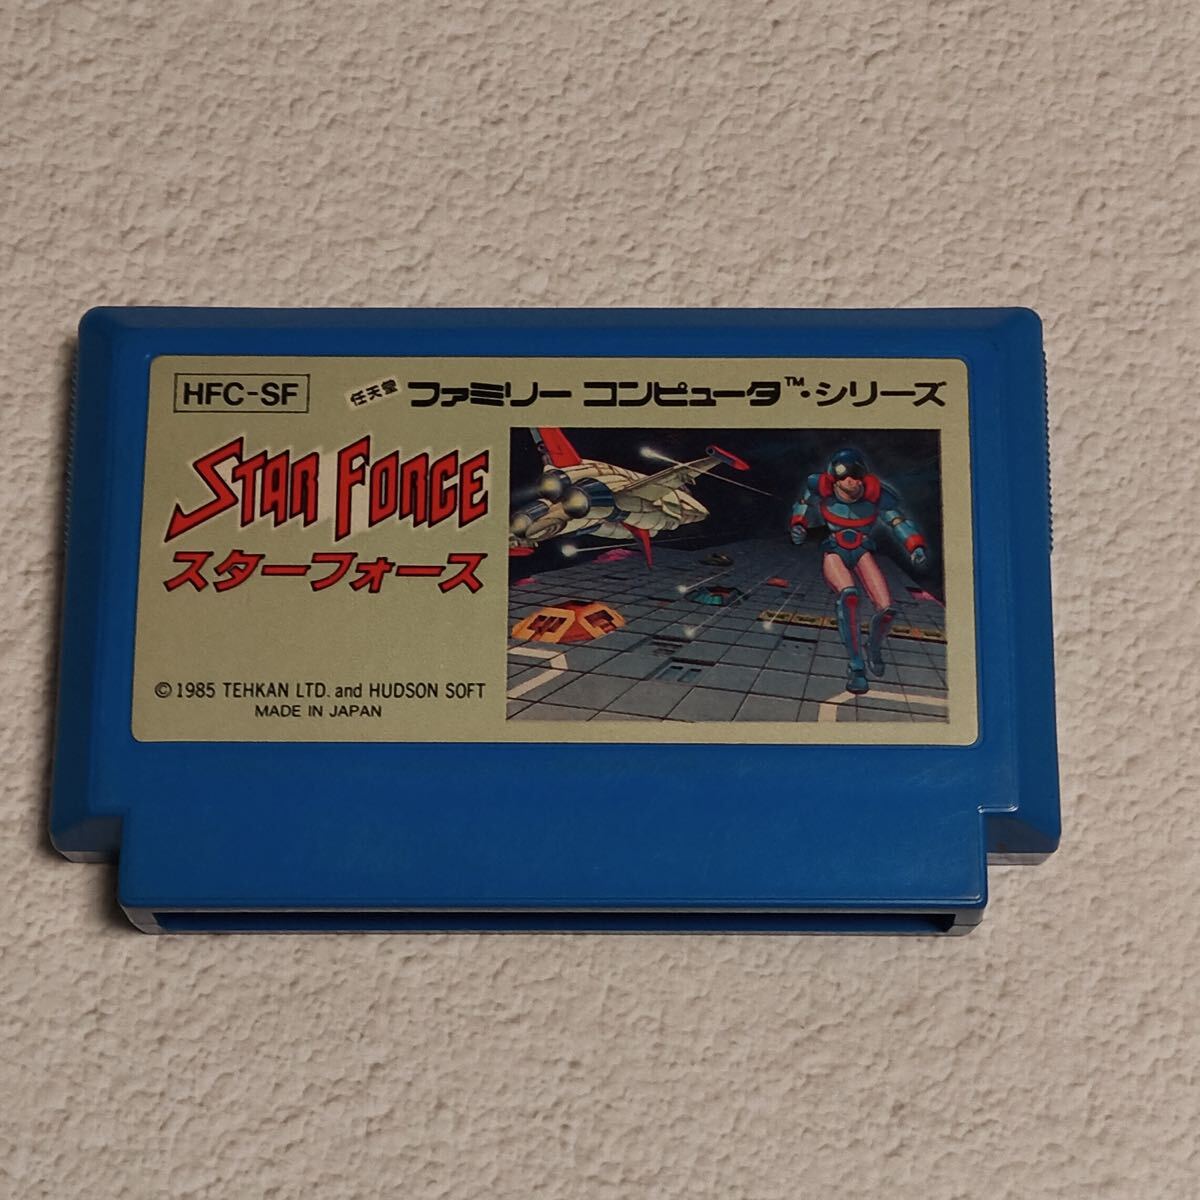 HFC-SF
任天堂 ファミリー コンピュータ™・シリーズ
STAR FORCE
スターフォース
© 1985 TEHKAN LTD. and HUDSON SOFT
MADE IN JAPAN